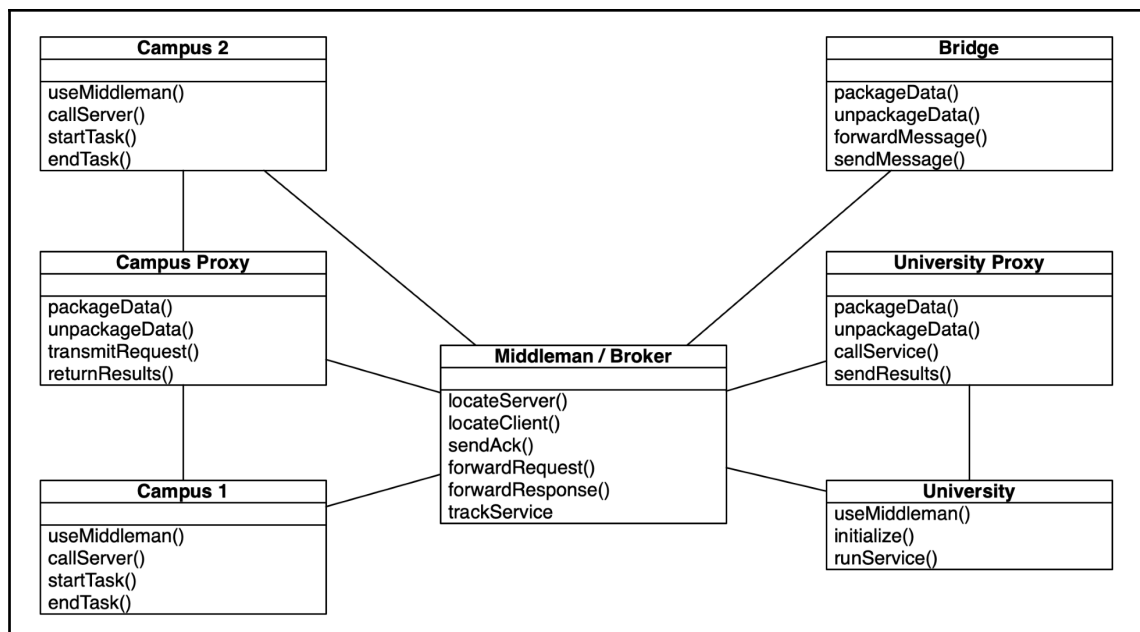 Campus 2
useMiddleman()
callServer()
startTask()
endTask()
Bridge
packageData()
unpackageData()
forwardMessage()
sendMessage()
Campus Proxy
packageData()
unpackageData()
transmitRequest()
returnResults()
University Proxy
packageData()
unpackageData()
callService()
sendResults()
Middleman / Broker
locateServer()
locateClient()
sendAck()
forwardRequest()
forwardResponse()
trackService
Campus 1
useMiddleman()
callServer()
startTask()
endTask()
University
useMiddleman()
initialize()
runService()